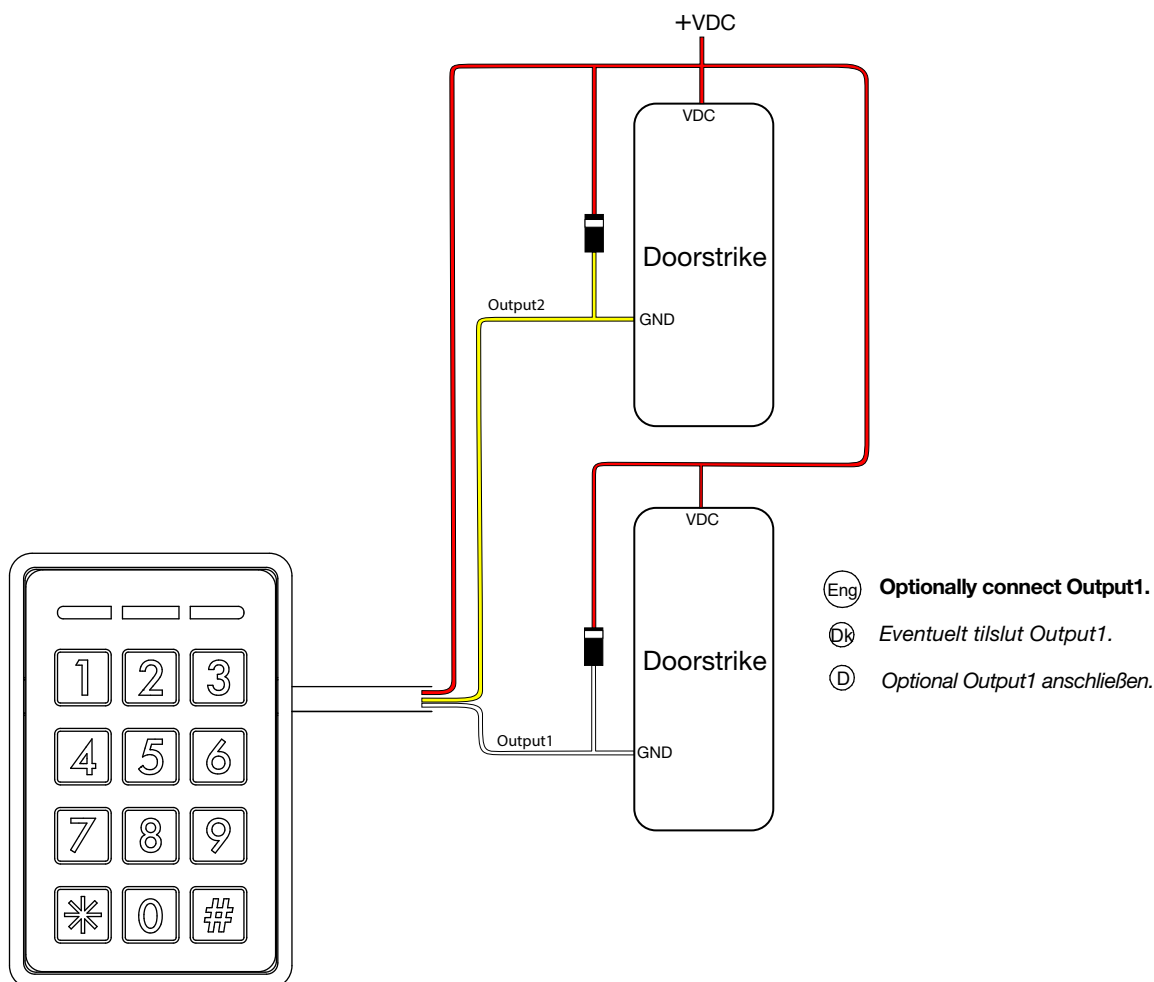 +VDC
VDC
Doorstrike
Output2
GND
VDC
Doorstrike
Output1
GND
Eng Optionally connect Output1.
Dk Eventuelt tilslut Output1.
D Optional Output1 anschließen.
1 2 3
4 5 6
7 8 9
* 0 #